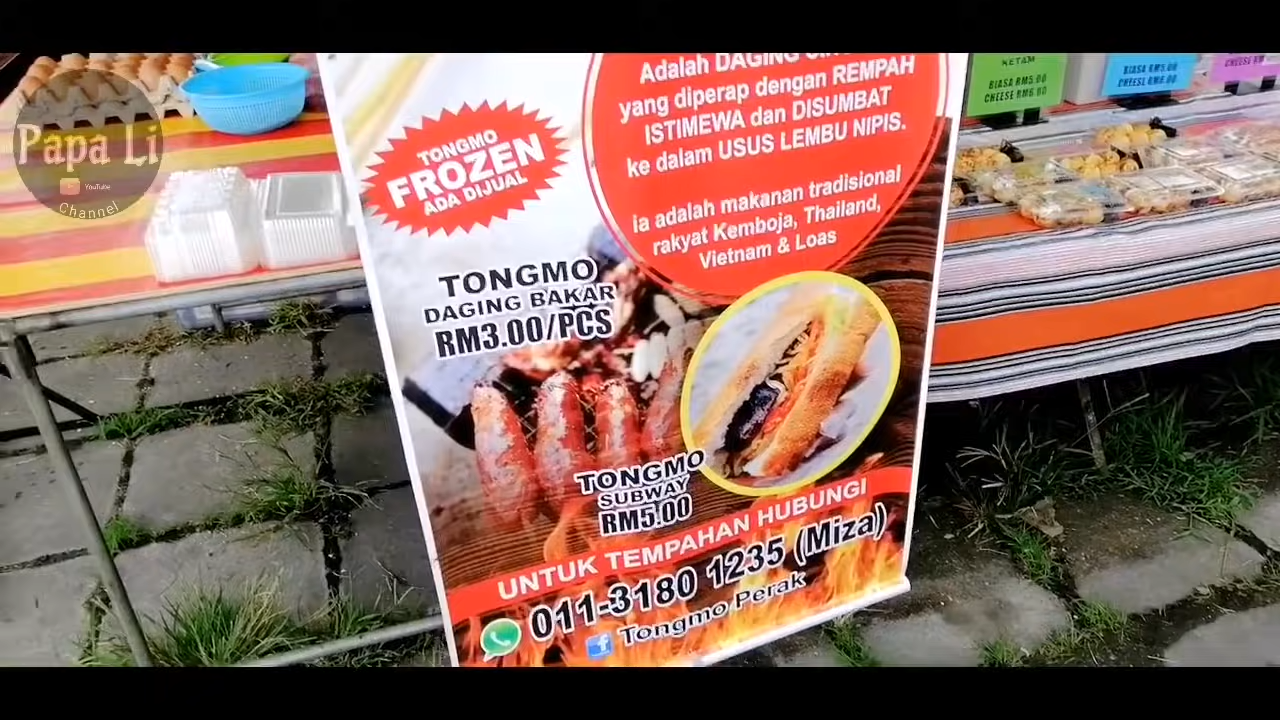 Papa Li
YouTube
Channel
TONGMO
FROZEN
ADA DIJUAL
Adalah DAGING
yang diperap dengan REMPAH
ISTIMEWA dan DISUMBAT
ke dalam USUS LEMBU NIPIS.
ia adalah makanan tradisional
rakyat Kemboja, Thailand,
Vietnam & Loas
TONGMO
DAGING BAKAR
RM3.00/PCS
TONGMO
SUBWAY
RM5.00
UNTUK TEMPAHAN HUBUNGI
011-3180 1235 (Miza)
Tongmo Perak
KETAM
BIASA RM5.00
CHEESE RM6.00
BIASA RM5.00
CHEESE RM6.00
CHEESE